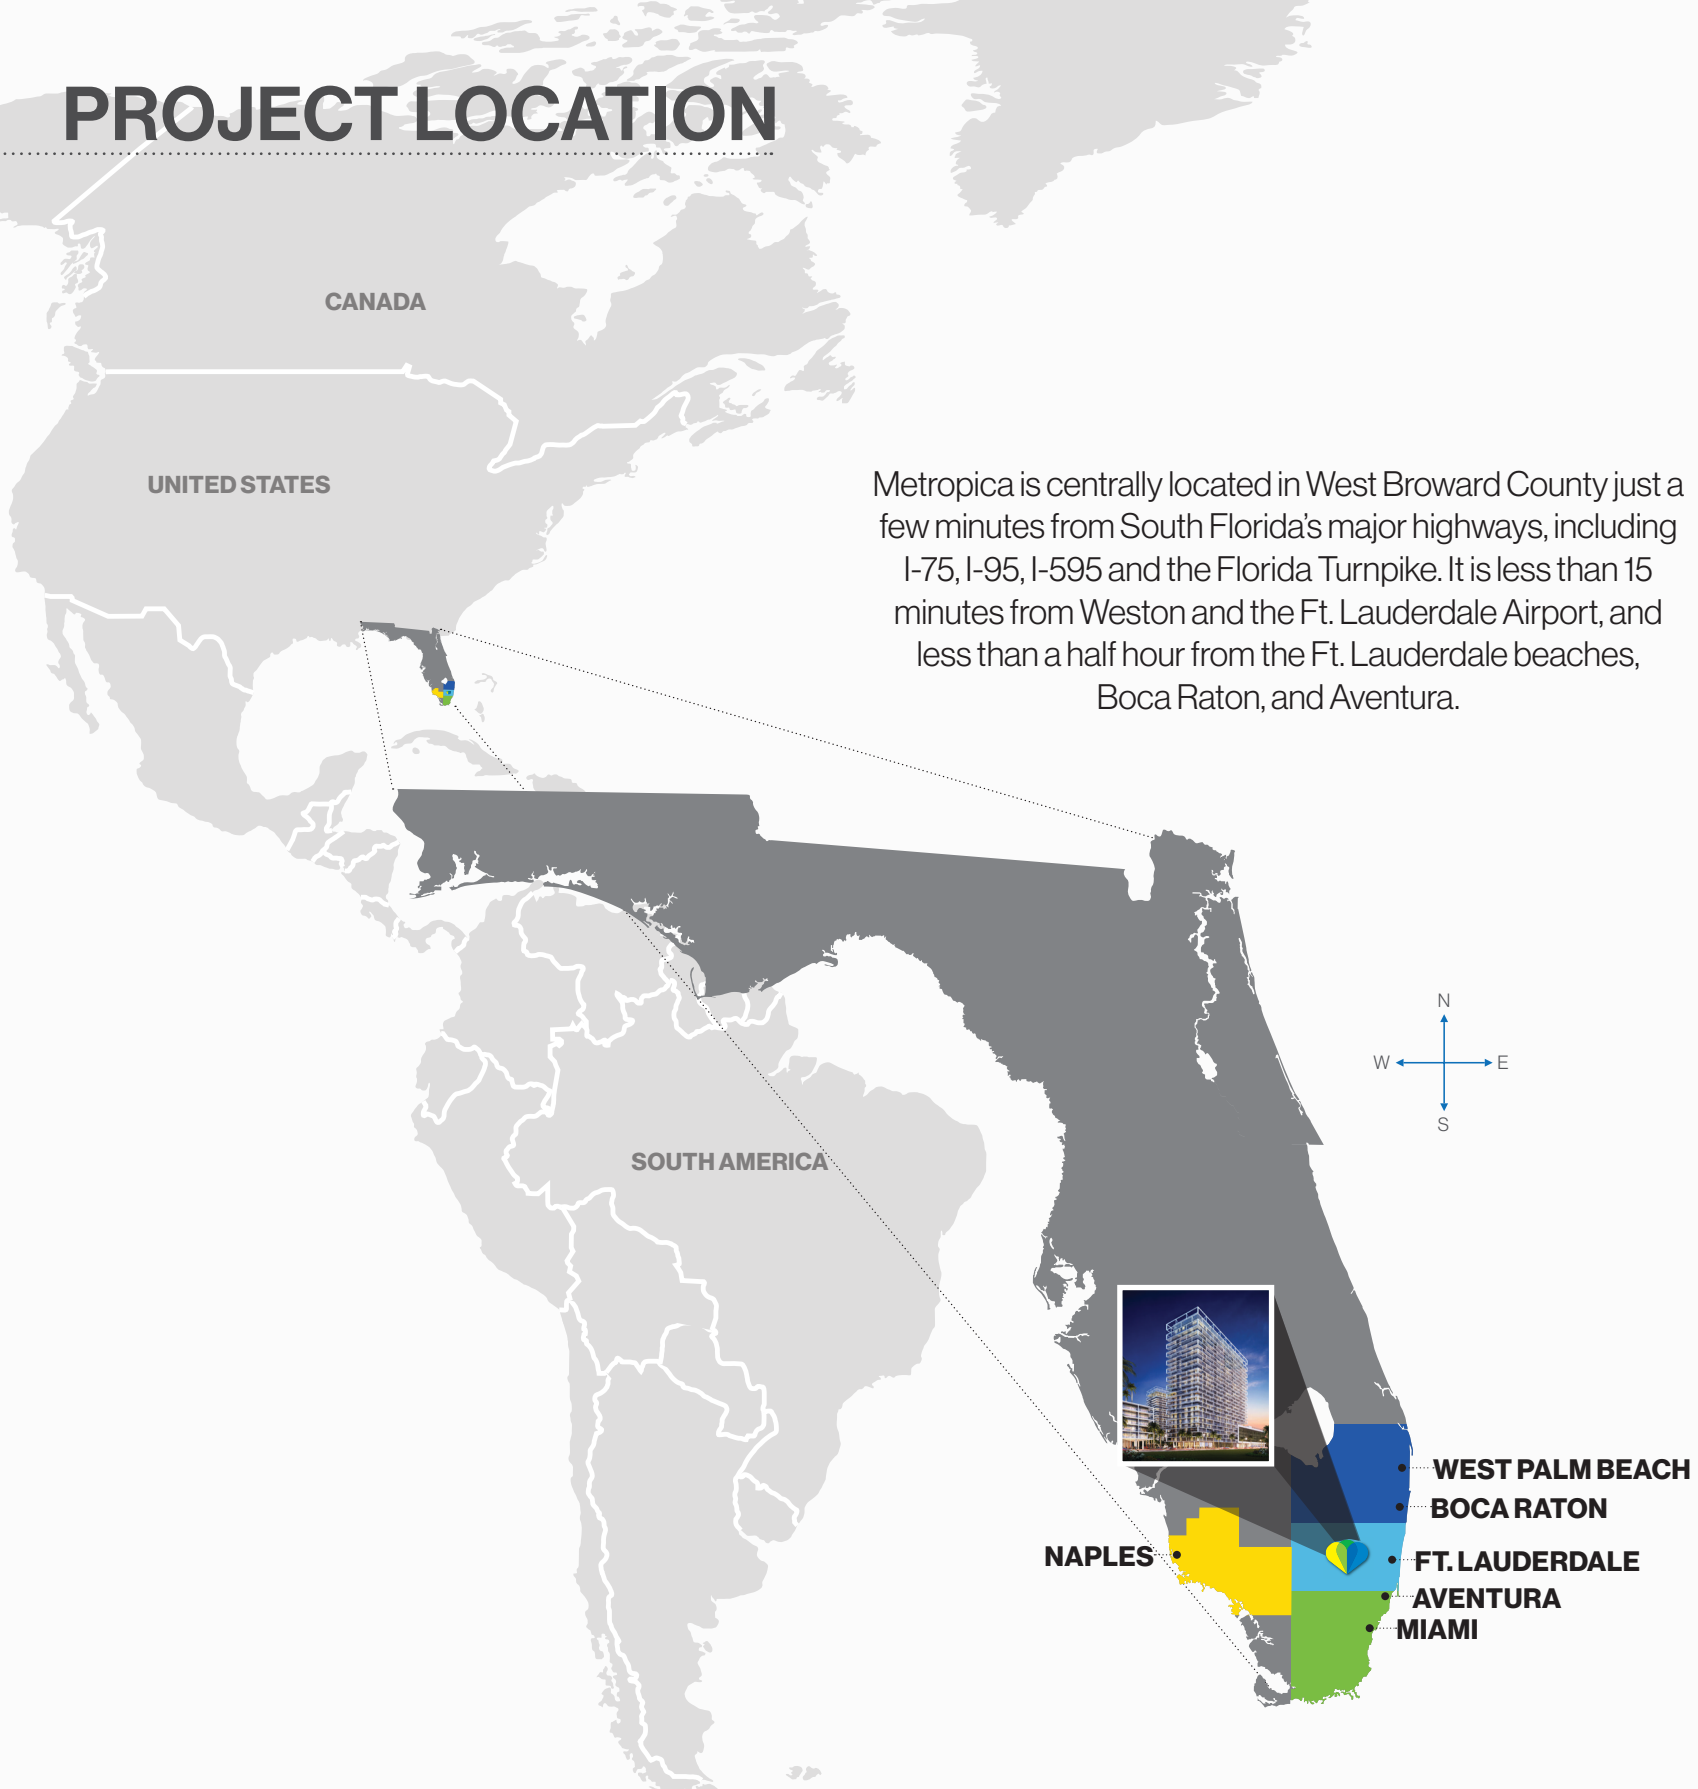 PROJECT LOCATION
CANADA
UNITED STATES
Metropica is centrally located in West Broward County just a
few minutes from South Florida’s major highways, including
I-75, I-95, I-595 and the Florida Turnpike. It is less than 15
minutes from Weston and the Ft. Lauderdale Airport, and
less than a half hour from the Ft. Lauderdale beaches,
Boca Raton, and Aventura.
N
W E
S
SOUTH AMERICA
WEST PALM BEACH
BOCA RATON
NAPLES
FT. LAUDERDALE
AVENTURA
MIAMI